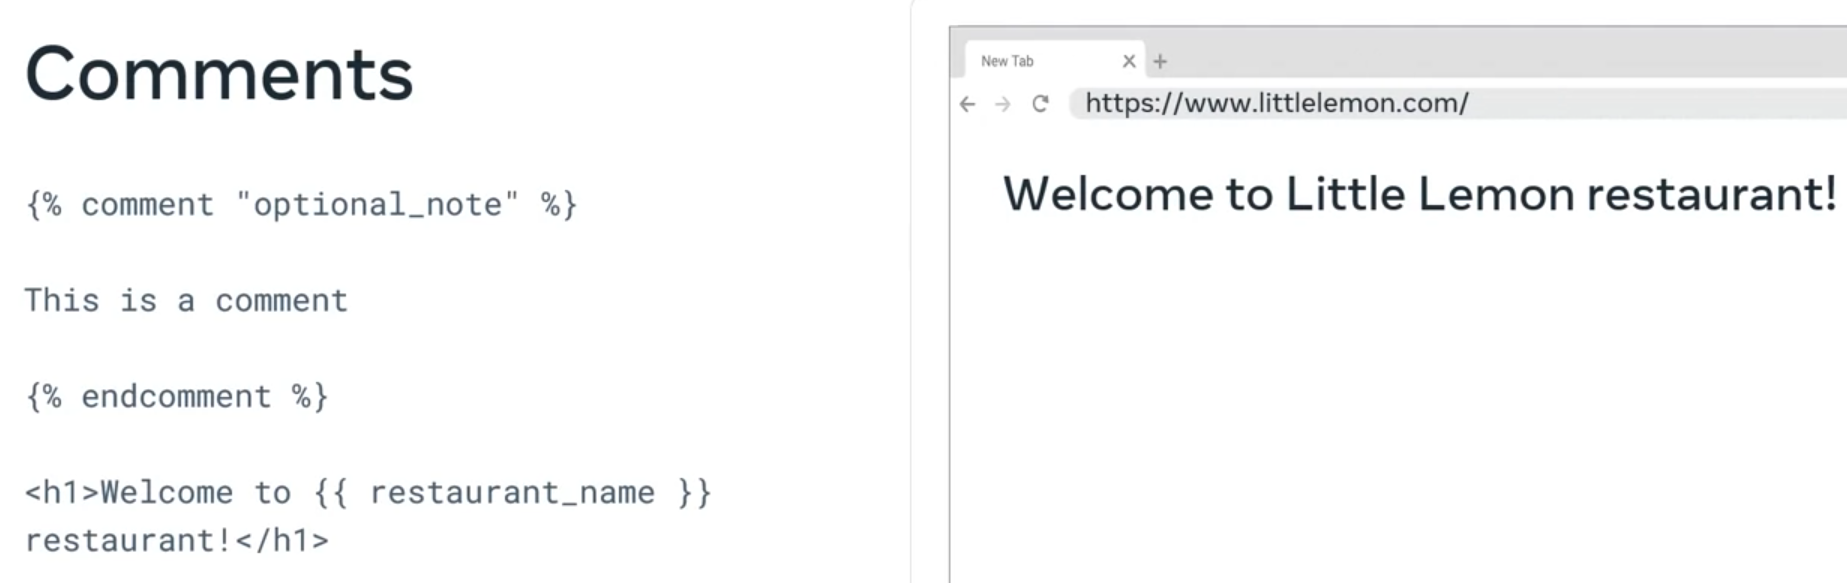 Comments
{% comment "optional_note" %}
This is a comment
{% endcomment %}
<h1>Welcome to {{ restaurant_name }}
restaurant!</h1>
New Tab
https://www.littlelemon.com/
Welcome to Little Lemon restaurant!